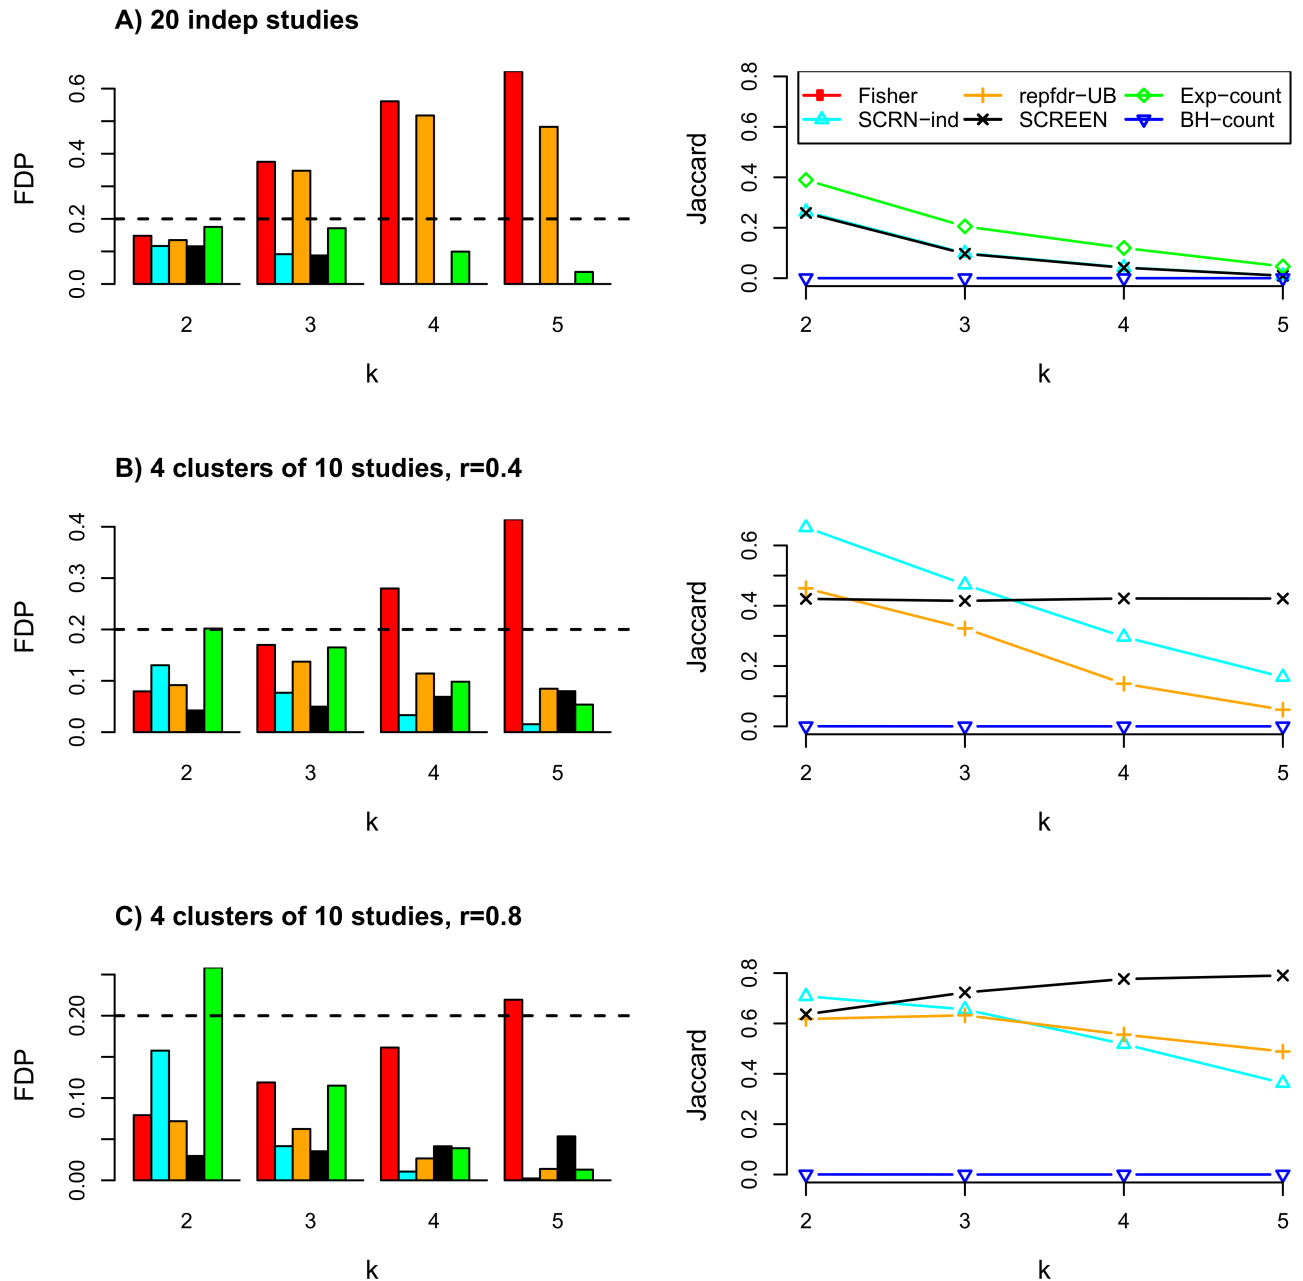 A) 20 indep studies
FDP
0.0 0.2 0.4 0.6
2 3 4 5
k
Jaccard
0.0 0.2 0.4 0.6 0.8
Fisher repfdr−UB Exp−count
SCRN−ind SCREEN BH−count
2 3 4 5
k
B) 4 clusters of 10 studies, r=0.4
FDP
0.0 0.1 0.2 0.3 0.4
2 3 4 5
k
Jaccard
0.0 0.2 0.4 0.6
2 3 4 5
k
C) 4 clusters of 10 studies, r=0.8
FDP
0.00 0.10 0.20
2 3 4 5
k
Jaccard
0.0 0.2 0.4 0.6 0.8
2 3 4 5
k